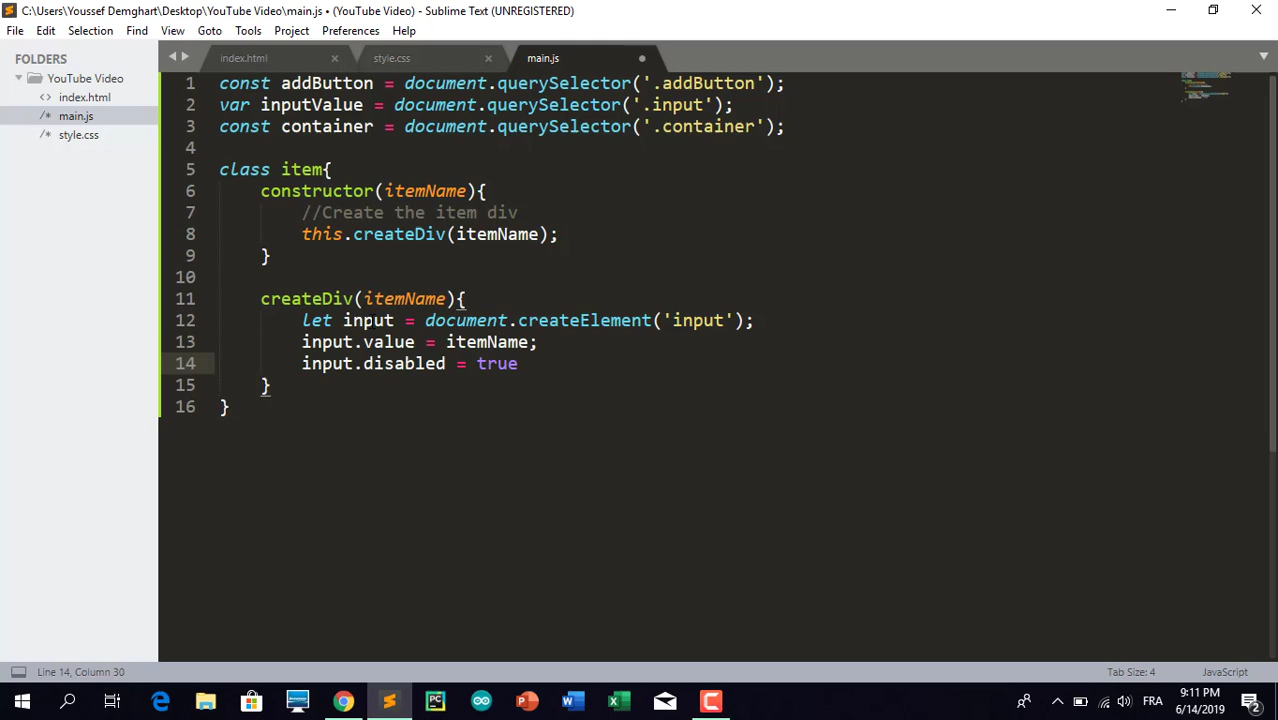 C:\Users\Youssef Demghart\Desktop\YouTube Video\main.js • (YouTube Video) - Sublime Text (UNREGISTERED)
File Edit Selection Find View Goto Tools Project Preferences Help
FOLDERS
YouTube Video
<> index.html
/* main.js
/* style.css
index.html × style.css × main.js
1 const addButton = document.querySelector('.addButton');
2 var inputValue = document.querySelector('.input');
3 const container = document.querySelector('.container');
4
5 class item{
6 constructor(itemName){
7 //Create the item div
8 this.createDiv(itemName);
9 }
10
11 createDiv(itemName){
12 let input = document.createElement('input');
13 input.value = itemName;
14 input.disabled = true
15 }
16 }
Line 14, Column 30 Tab Size: 4 JavaScript
FRA 9:11 PM
6/14/2019 2